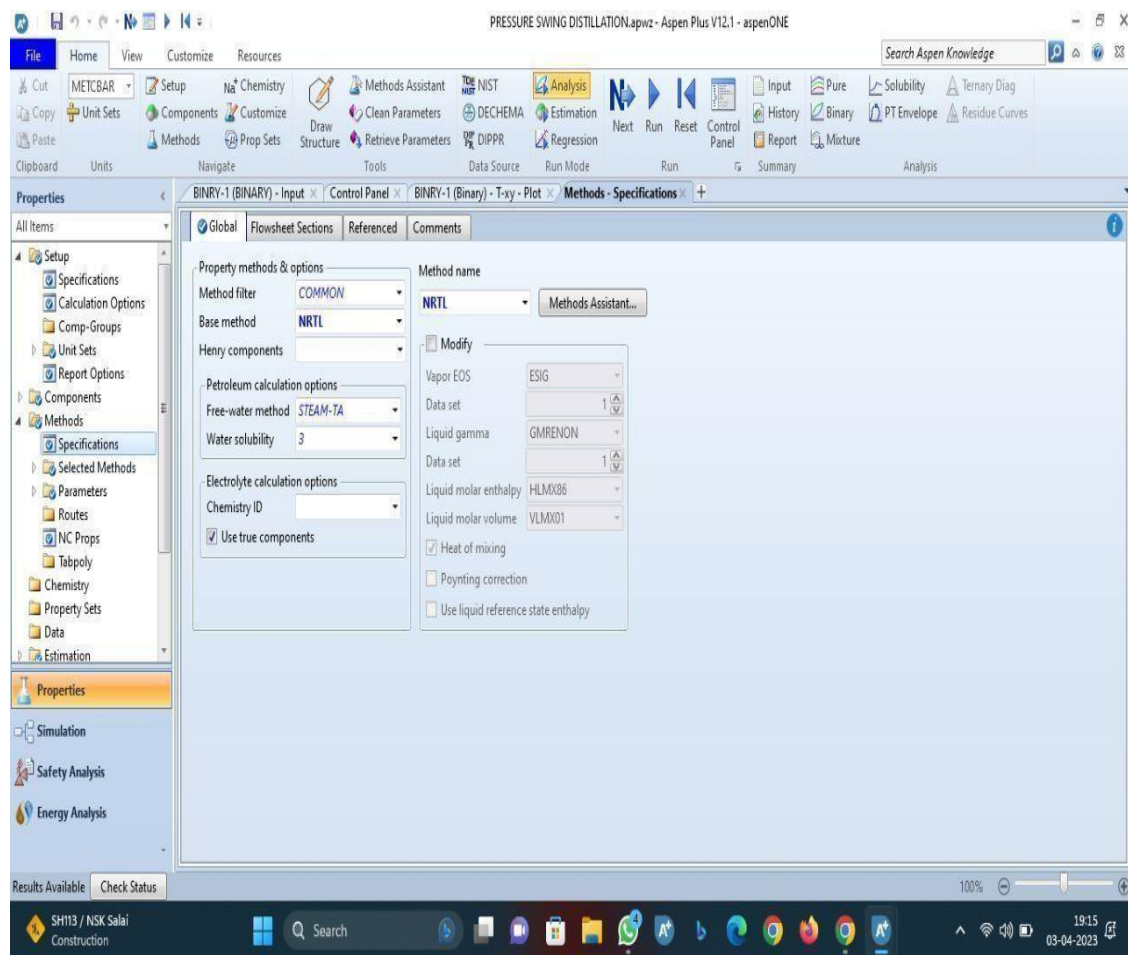 PRESSURE SWING DISTILLATION.apwz - Aspen Plus V12.1 - aspenONE
File Home View Customize Resources Search Aspen Knowledge
Cut METCBAR Setup Na+ Chemistry Methods Assistant NIST Analysis Input Pure Solubility Ternary Diag
Copy Unit Sets Components Customize Draw Structure Clean Parameters DECHEMA Estimation Next Run Reset Control Panel History Binary PT Envelope Residue Curves
Paste Methods Prop Sets Retrieve Parameters DIPPR Regression Report Mixture
Clipboard Units Navigate Tools Data Source Run Mode Run Summary Analysis
Properties BINRY-1 (BINARY) - Input Control Panel BINRY-1 (Binary) - T-xy - Plot Methods - Specifications
All Items
Global Flowsheet Sections Referenced Comments
Setup
Specifications
Calculation Options
Comp-Groups
Unit Sets
Report Options
Components
Methods
Specifications
Selected Methods
Parameters
Routes
NC Props
Tabpoly
Chemistry
Property Sets
Data
Estimation
Properties
Simulation
Safety Analysis
Energy Analysis
Property methods & options
Method filter COMMON
Base method NRTL
Henry components
Petroleum calculation options
Free-water method STEAM-TA
Water solubility 3
Electrolyte calculation options
Chemistry ID
Use true components
Method name
NRTL Methods Assistant...
Modify
Vapor EOS ESIG
Data set 1
Liquid gamma GMRENON
Data set 1
Liquid molar enthalpy HLMX86
Liquid molar volume VLMX01
Heat of mixing
Poynting correction
Use liquid reference state enthalpy
Results Available Check Status 100%
SH113 / NSK Salai
Construction
Search
19:15
03-04-2023